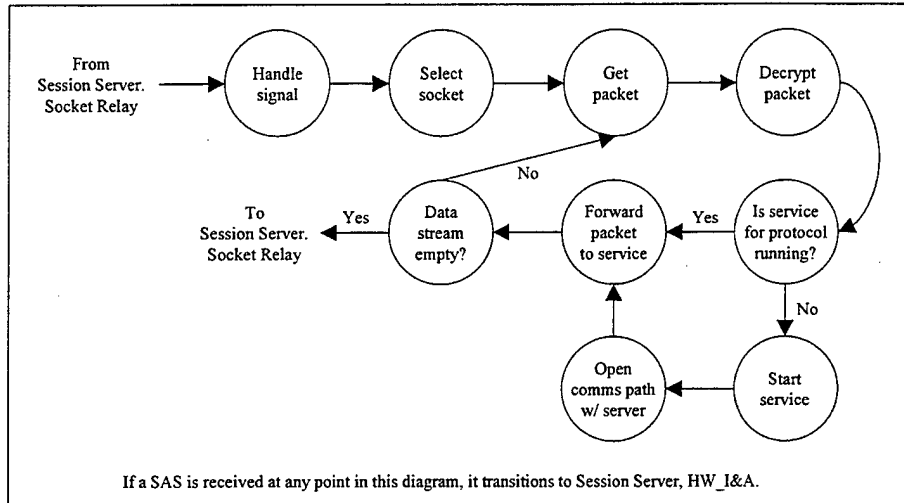 From
Session Server.
Socket Relay
Handle
signal
Select
socket
Get
packet
Decrypt
packet
No
To
Session Server.
Socket Relay
Yes
Data
stream
empty?
Forward
packet
to service
Yes
Is service
for protocol
running?
No
Open
comms path
w/ server
Start
service
If a SAS is received at any point in this diagram, it transitions to Session Server, HW_I&A.